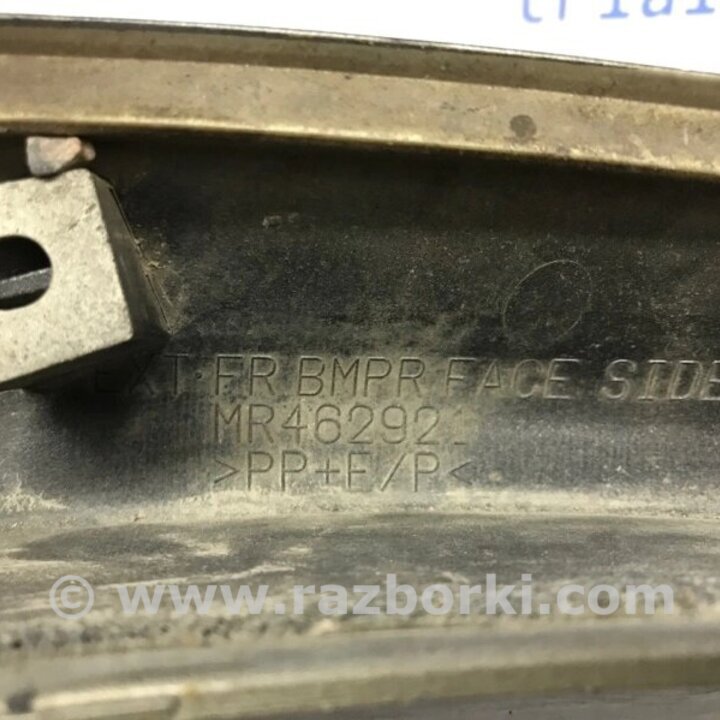 EXT FR BMPR FACE SIDE
MR462921
>PP+E/P<
© www.razborki.com